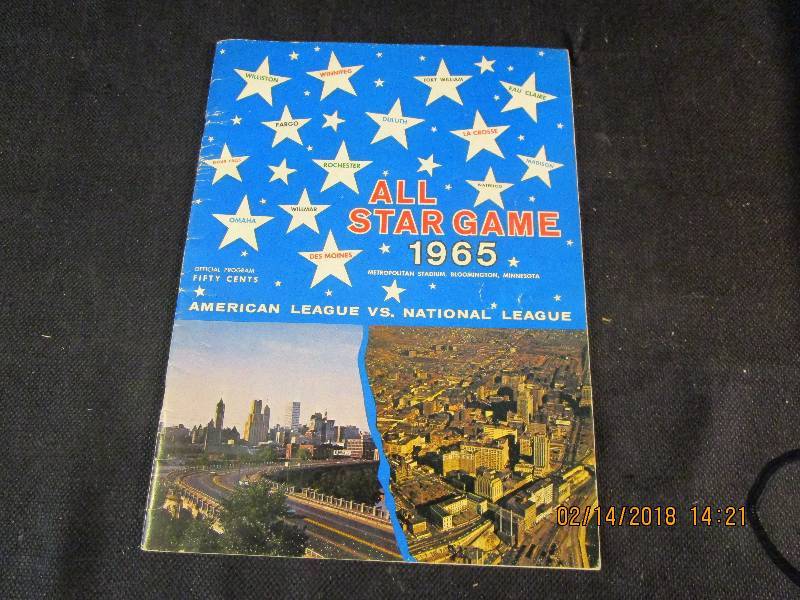 WILLISTON
WINNIPEG
FORT WILLIAM
EAU CLAIRE
FARGO
DULUTH
LA CROSSE
SIOUX FALLS
ROCHESTER
MADISON
WATERLOO
WILLMAR
OMAHA
DES MOINES
ALL
STAR GAME
1965
METROPOLITAN STADIUM, BLOOMINGTON, MINNESOTA
OFFICIAL PROGRAM
FIFTY CENTS
AMERICAN LEAGUE VS. NATIONAL LEAGUE
02/14/2018 14:21